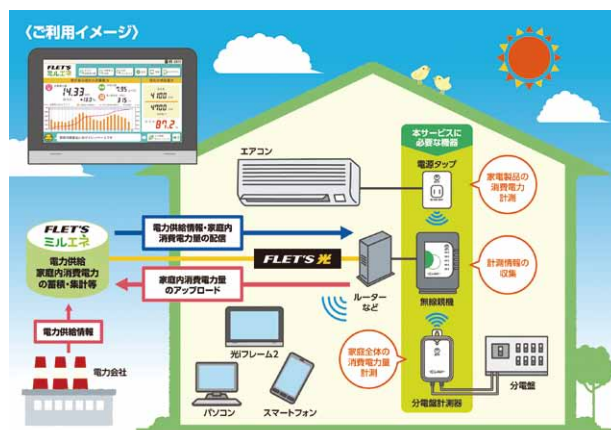 〈ご利用イメージ〉
FLET'S
ミルエネ
14.33
7.75
315
4100
4700
87.2
本サービスに
必要な機器
エアコン
電源タップ
家電製品の
消費電力
計測
FLET'S
ミルエネ
電力供給
家庭内消費電力
の蓄積・集計等
電力供給情報・家庭内
消費電力量の配信
FLET'S光
家庭内消費電力量
のアップロード
ルーター
など
無線親機
計測情報の
収集
電力供給情報
電力会社
光iフレーム2
パソコン
スマートフォン
家庭全体の
消費電力量
計測
分電盤計測器
分電盤